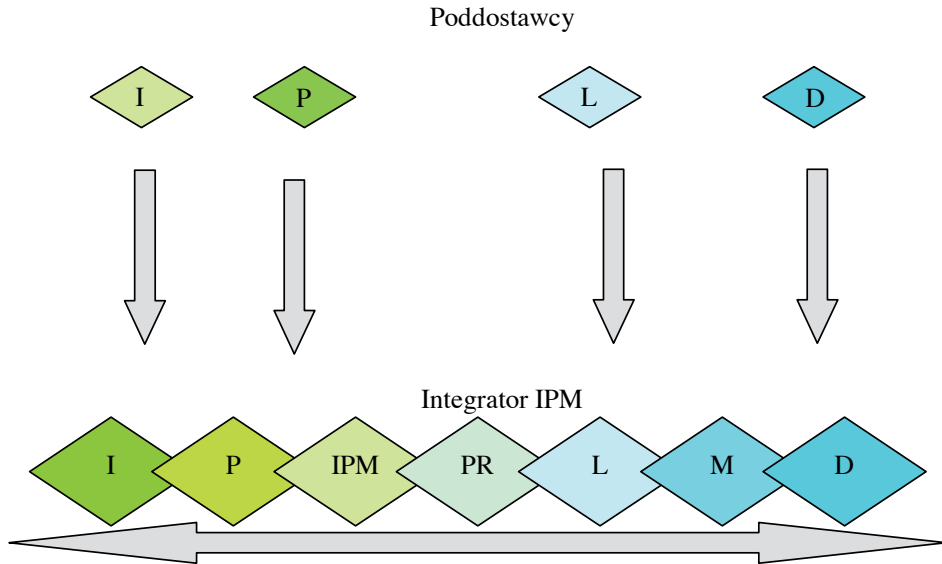 Poddostawcy
I P L D
Integrator IPM
I P IPM PR L M D